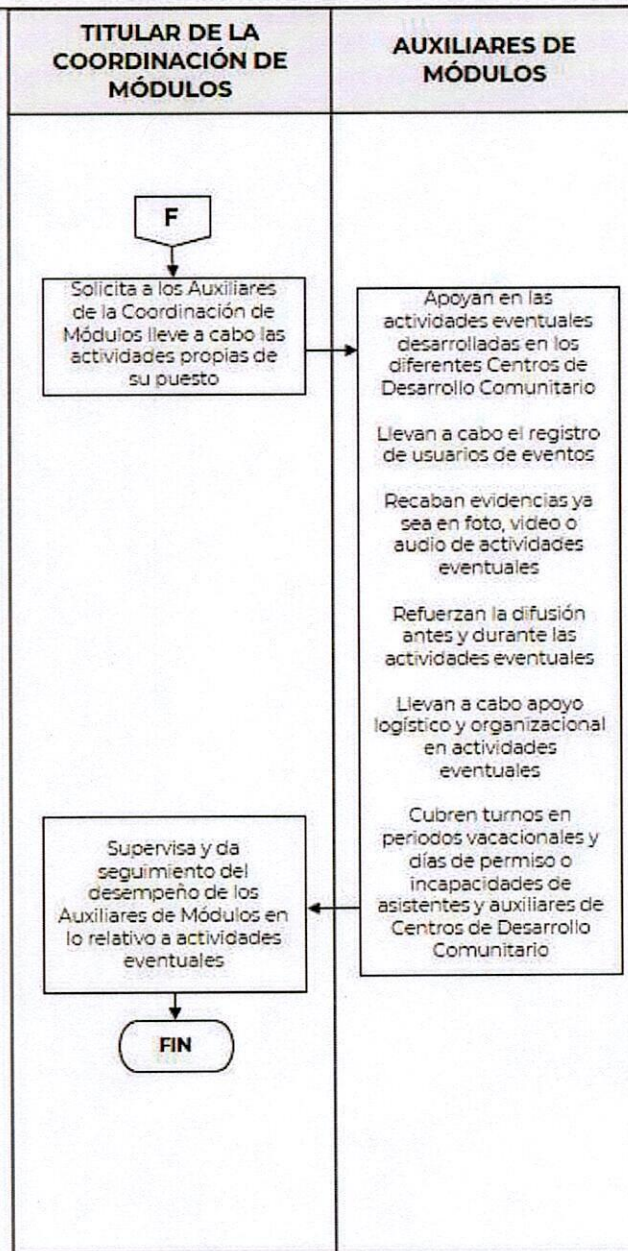 TITULAR DE LA
COORDINACIÓN DE
MÓDULOS
AUXILIARES DE
MÓDULOS
F
Solicita a los Auxiliares
de la Coordinación de
Módulos lleve a cabo las
actividades propias de
su puesto
Apoyan en las
actividades eventuales
desarrolladas en los
diferentes Centros de
Desarrollo Comunitario
Llevan a cabo el registro
de usuarios de eventos
Recaban evidencias ya
sea en foto, video o
audio de actividades
eventuales
Refuerzan la difusión
antes y durante las
actividades eventuales
Llevan a cabo apoyo
logístico y organizacional
en actividades
eventuales
Cubren turnos en
periodos vacacionales y
días de permiso o
incapacidades de
asistentes y auxiliares de
Centros de Desarrollo
Comunitario
Supervisa y da
seguimiento del
desempeño de los
Auxiliares de Módulos en
lo relativo a actividades
eventuales
FIN